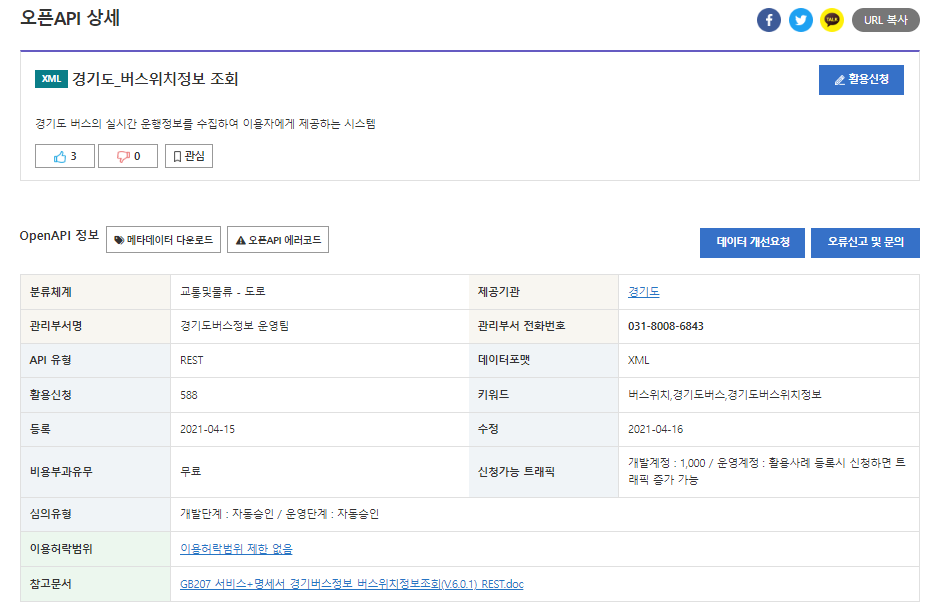 오픈API 상세
URL 복사
XML 경기도_버스위치정보 조회
활용신청
경기도 버스의 실시간 운행정보를 수집하여 이용자에게 제공하는 시스템
3 0 관심
OpenAPI 정보 메타데이터 다운로드 오픈API 에러코드 데이터 개선요청 오류신고 및 문의
분류체계 교통및물류 - 도로 제공기관 경기도
관리부서명 경기도버스정보 운영팀 관리부서 전화번호 031-8008-6843
API 유형 REST 데이터포맷 XML
활용신청 588 키워드 버스위치,경기도버스,경기도버스위치정보
등록 2021-04-15 수정 2021-04-16
비용부과유무 무료 신청가능 트래픽 개발계정 : 1,000 / 운영계정 : 활용사례 등록시 신청하면 트
래픽 증가 가능
심의유형 개발단계 : 자동승인 / 운영단계 : 자동승인
이용허락범위 이용허락범위 제한 없음
참고문서 GB207_서비스+명세서_경기버스정보_버스위치정보조회(V.6.0.1)_REST.doc